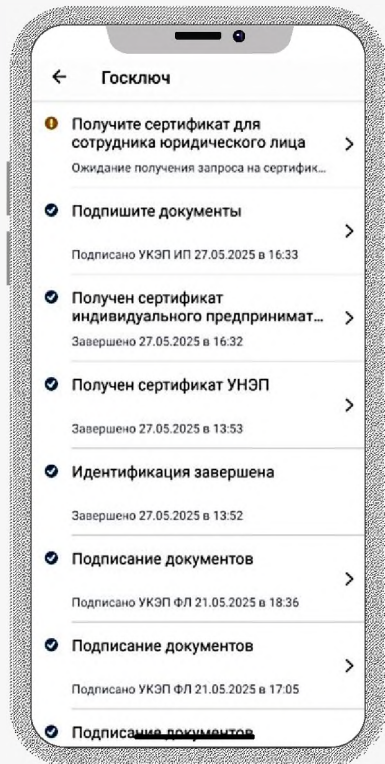 Госключ
Получите сертификат для
сотрудника юридического лица
Ожидание получения запроса на сертифик...
Подпишите документы
Подписано УКЭП ИП 27.05.2025 в 16:33
Получен сертификат
индивидуального предпринимат...
Завершено 27.05.2025 в 16:32
Получен сертификат УНЭП
Завершено 27.05.2025 в 13:53
Идентификация завершена
Завершено 27.05.2025 в 13:52
Подписание документов
Подписано УКЭП ФЛ 21.05.2025 в 18:36
Подписание документов
Подписано УКЭП ФЛ 21.05.2025 в 17:05
Подписание документов